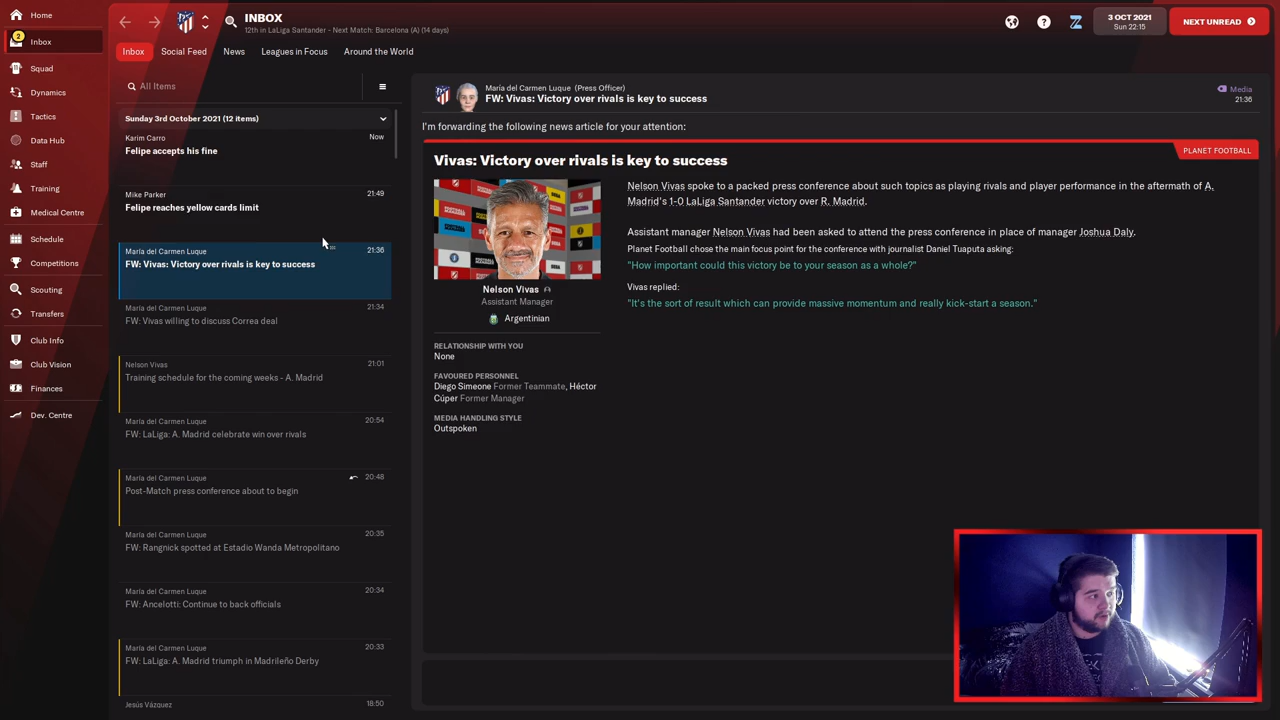 Home
INBOX
12th in LaLiga Santander - Next Match: Barcelona (A) (14 days)
3 OCT 2021
Sun 22:15
NEXT UNREAD
2
Inbox
Squad
Dynamics
Tactics
Data Hub
Staff
Training
Medical Centre
Schedule
Competitions
Scouting
Transfers
Club Info
Club Vision
Finances
Dev. Centre
Inbox
Social Feed
News
Leagues in Focus
Around the World
All Items
Sunday 3rd October 2021 (12 items)
Karim Carro
Now
Felipe accepts his fine
Mike Parker
21:49
Felipe reaches yellow cards limit
María del Carmen Luque
21:36
FW: Vivas: Victory over rivals is key to success
María del Carmen Luque
21:34
FW: Vivas willing to discuss Correa deal
Nelson Vivas
21:01
Training schedule for the coming weeks - A. Madrid
María del Carmen Luque
20:54
FW: LaLiga: A. Madrid celebrate win over rivals
María del Carmen Luque
20:48
Post-Match press conference about to begin
María del Carmen Luque
20:35
FW: Rangnick spotted at Estadio Wanda Metropolitano
María del Carmen Luque
20:34
FW: Ancelotti: Continue to back officials
María del Carmen Luque
20:33
FW: LaLiga: A. Madrid triumph in Madrileño Derby
Jesús Vázquez
18:50
María del Carmen Luque (Press Officer)
FW: Vivas: Victory over rivals is key to success
Media
21:36
I'm forwarding the following news article for your attention:
PLANET FOOTBALL
Vivas: Victory over rivals is key to success
Nelson Vivas spoke to a packed press conference about such topics as playing rivals and player performance in the aftermath of A.
Madrid's 1-0 LaLiga Santander victory over R. Madrid.
Assistant manager Nelson Vivas had been asked to attend the press conference in place of manager Joshua Daly.
Planet Football chose the main focus point for the conference with journalist Daniel Tuaputa asking:
"How important could this victory be to your season as a whole?"
Vivas replied:
"It's the sort of result which can provide massive momentum and really kick-start a season."
Nelson Vivas
Assistant Manager
Argentinian
RELATIONSHIP WITH YOU
None
FAVOURED PERSONNEL
Diego Simeone Former Teammate, Héctor
Cúper Former Manager
MEDIA HANDLING STYLE
Outspoken